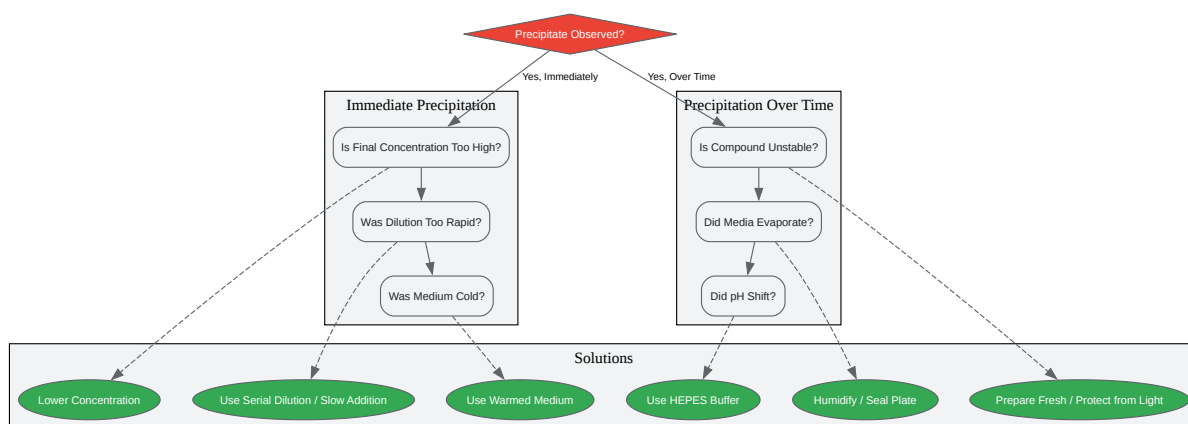 Precipitate Observed?
Yes, Immediately
Yes, Over Time
Immediate Precipitation
Precipitation Over Time
Is Final Concentration Too High?
Is Compound Unstable?
Was Dilution Too Rapid?
Did Media Evaporate?
Was Medium Cold?
Did pH Shift?
Solutions
Lower Concentration
Use Serial Dilution / Slow Addition
Use Warmed Medium
Use HEPES Buffer
Humidify / Seal Plate
Prepare Fresh / Protect from Light